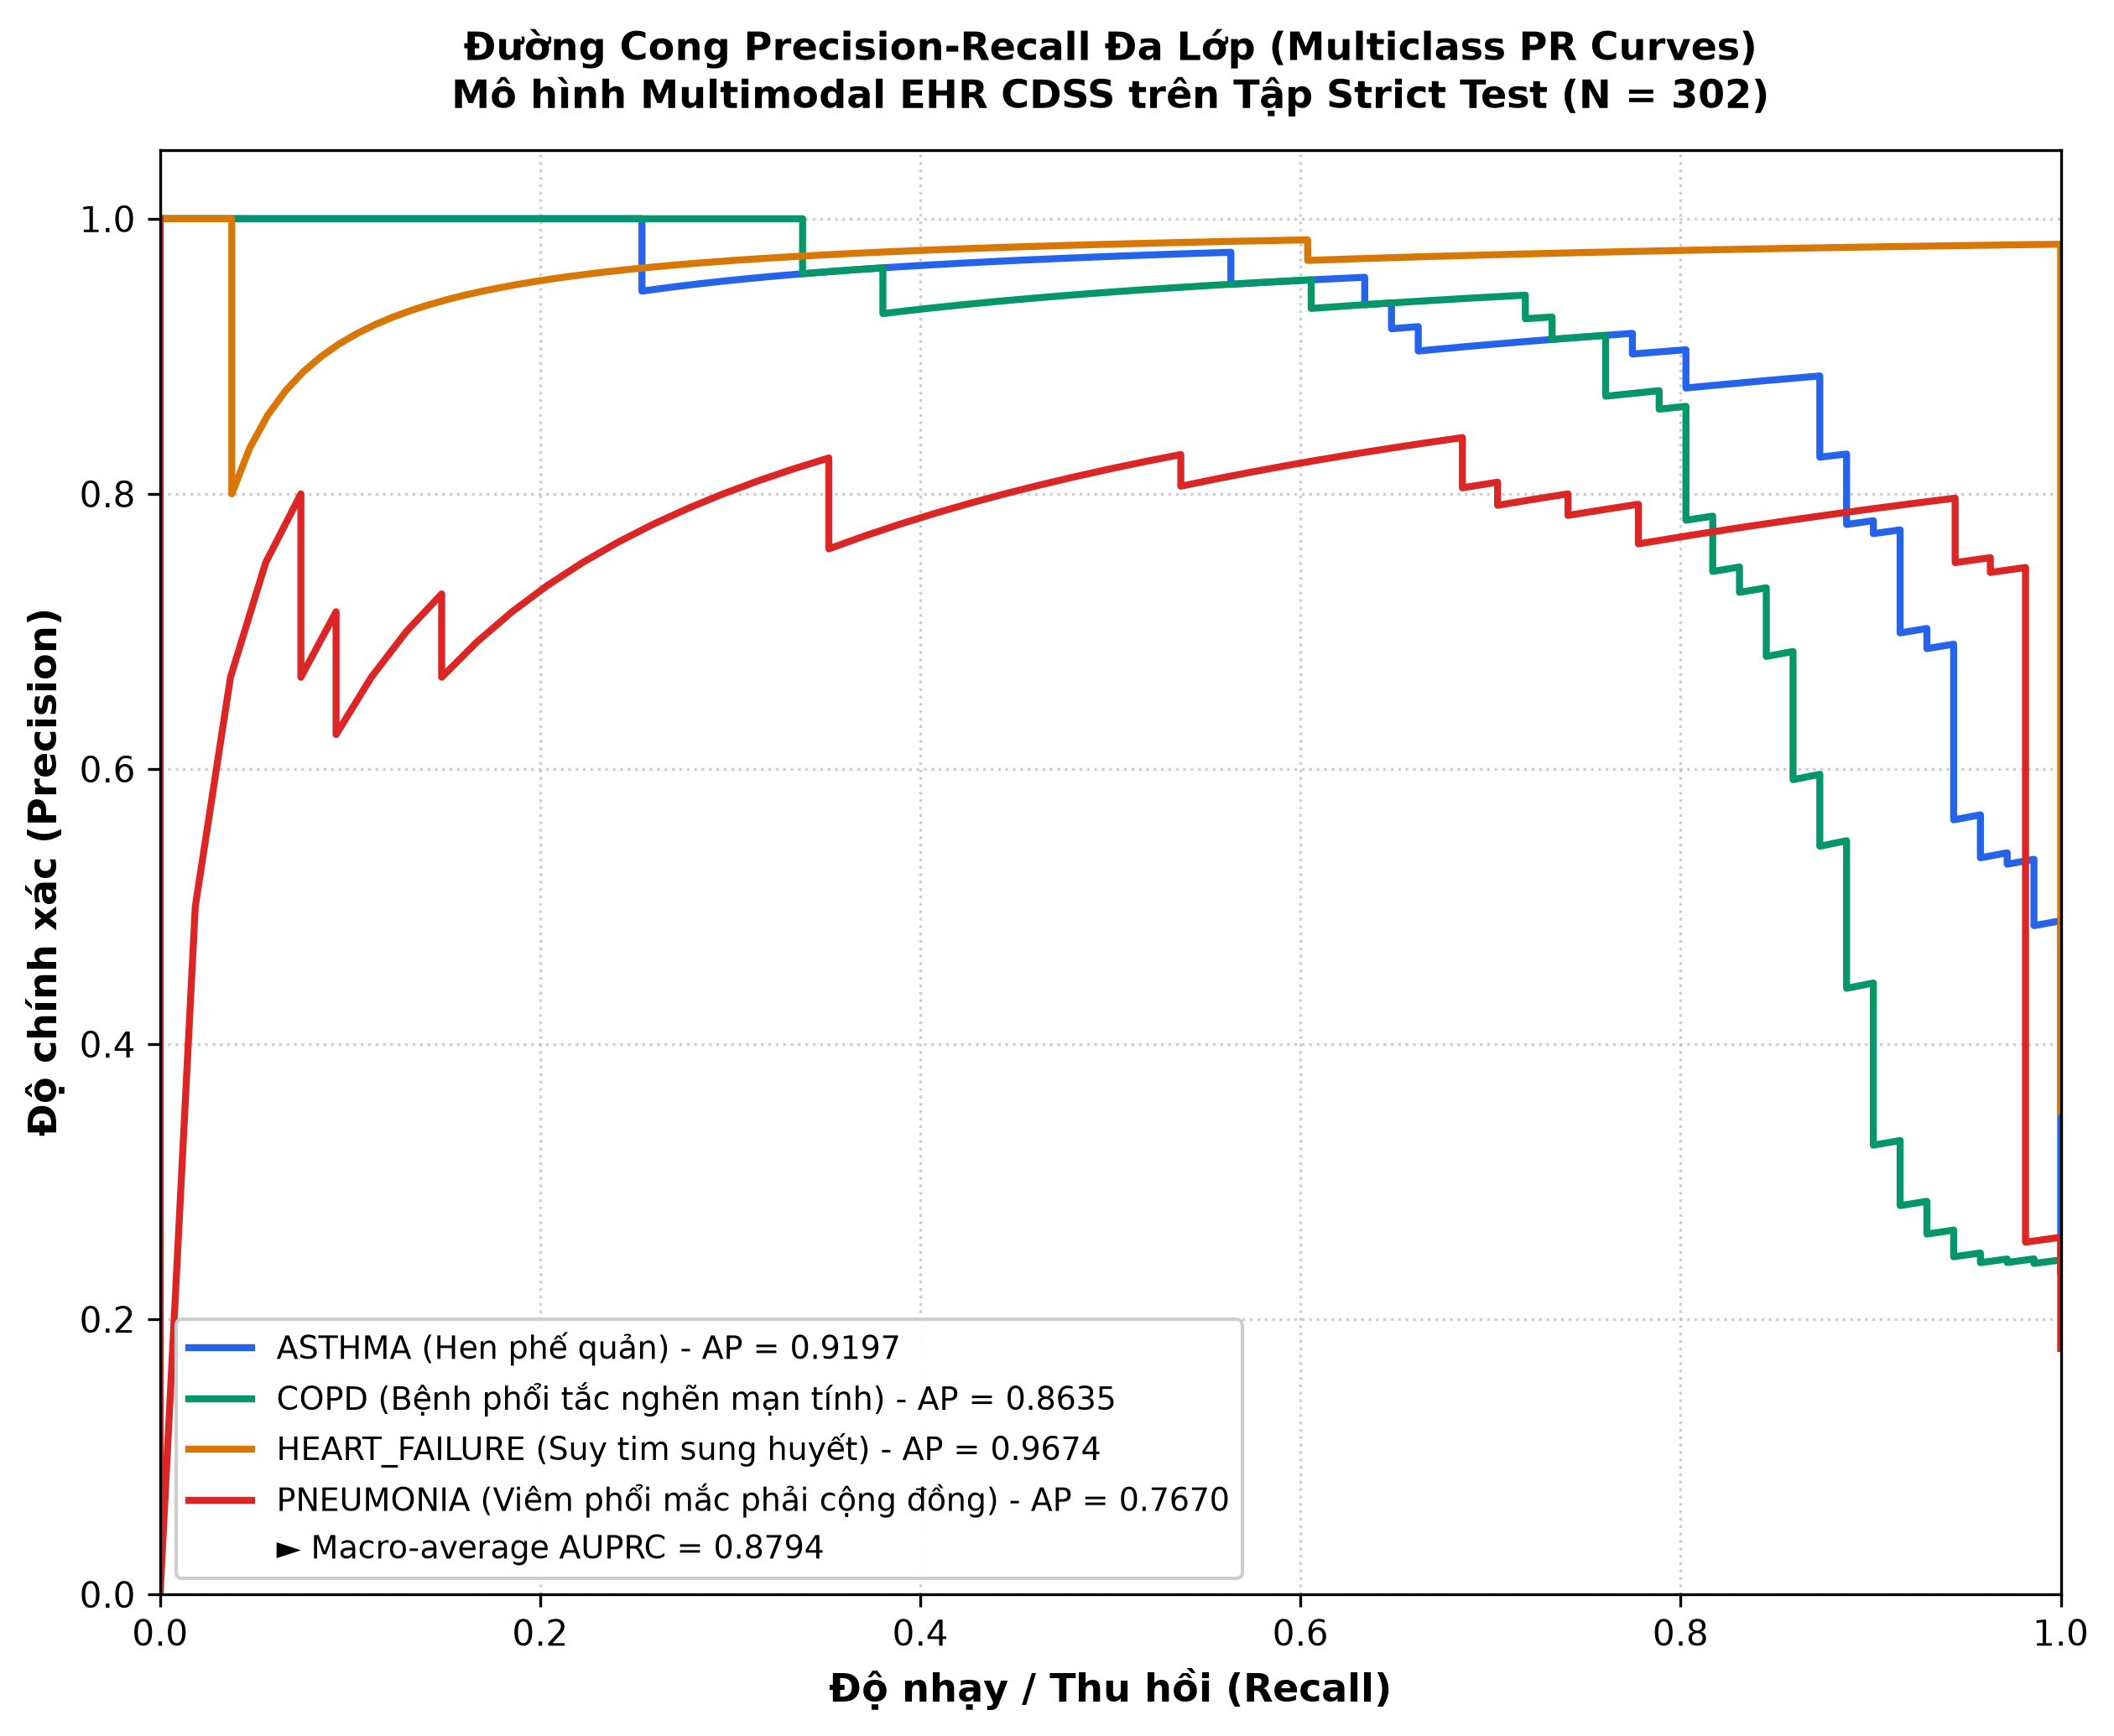 Đường Cong Precision-Recall Đa Lớp (Multiclass PR Curves)
Mô hình Multimodal EHR CDSS trên Tập Strict Test (N = 302)
Độ chính xác (Precision)
1.0
0.8
0.6
0.4
0.2
0.0
ASTHMA (Hen phế quản) - AP = 0.9197
COPD (Bệnh phổi tắc nghẽn mạn tính) - AP = 0.8635
HEART_FAILURE (Suy tim sung huyết) - AP = 0.9674
PNEUMONIA (Viêm phổi mắc phải cộng đồng) - AP = 0.7670
► Macro-average AUPRC = 0.8794
0.0 0.2 0.4 0.6 0.8 1.0
Độ nhạy / Thu hồi (Recall)